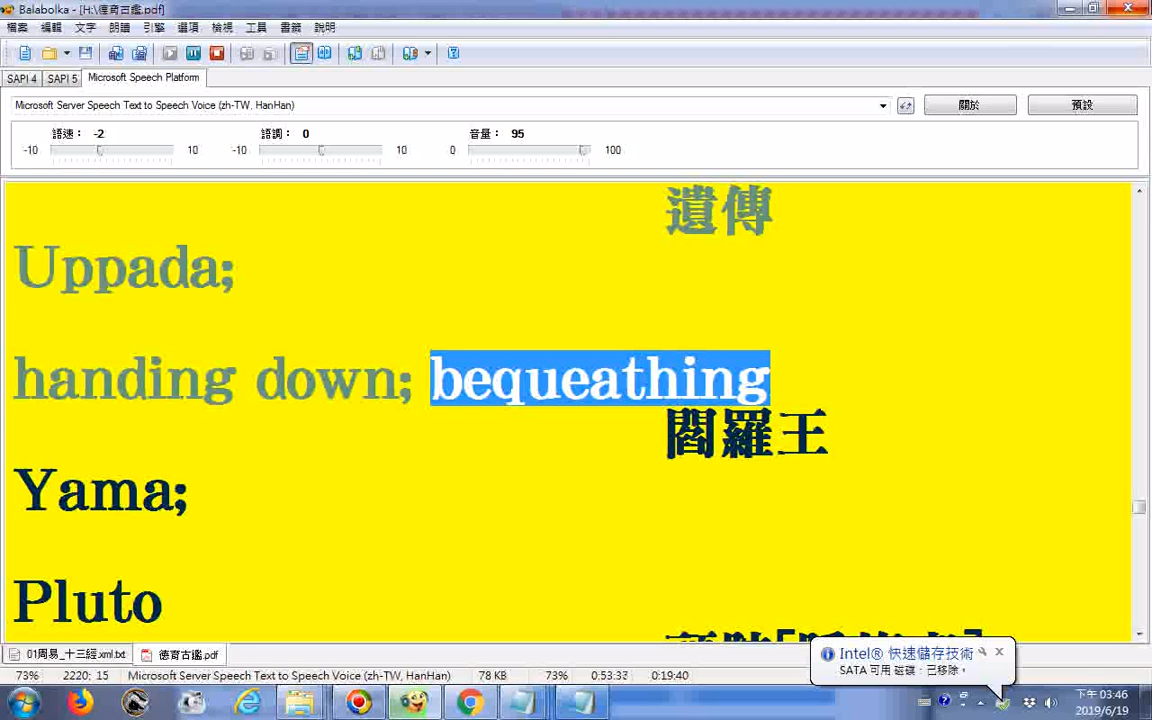 Balabolka - [H:\德育古鑑.pdf]
檔案 編輯 文字 朗讀 引擎 選項 檢視 工具 書籤 說明
SAPI 4 SAPI 5 Microsoft Speech Platform
Microsoft Server Speech Text to Speech Voice (zh-TW, HanHan) 關於 預設
語速： -2 語調： 0 音量： 95
-10 10 -10 10 0 100
遺傳
Uppada;
handing down; bequeathing
閻羅王
Yama;
Pluto
Intel® 快速儲存技術
SATA 可用 磁碟：已移除。
01周易_十三經.xml.txt 德育古鑑.pdf
73% 2220; 15 Microsoft Server Speech Text to Speech Voice (zh-TW, HanHan) 78 KB 73% 0:53:33 0:19:40
下午 03:46
2019/6/19